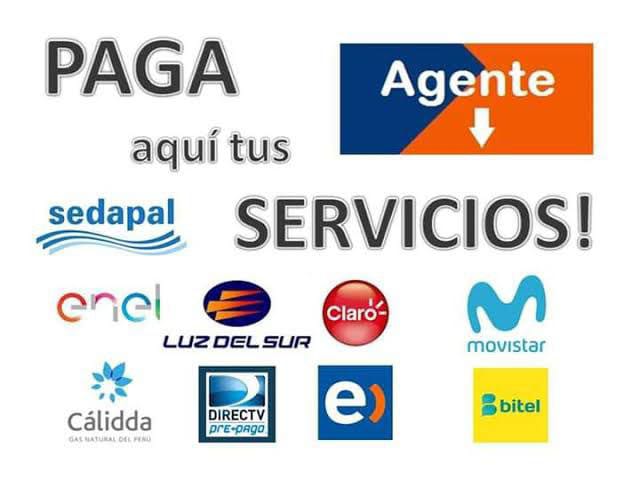 PAGA
Agente
aquí tus
sedapal
SERVICIOS!
enel
LUZ DEL SUR
Claro
movistar
Cálidda
GAS NATURAL DEL PERÚ
DIRECTV
pre-pago
e
bitel